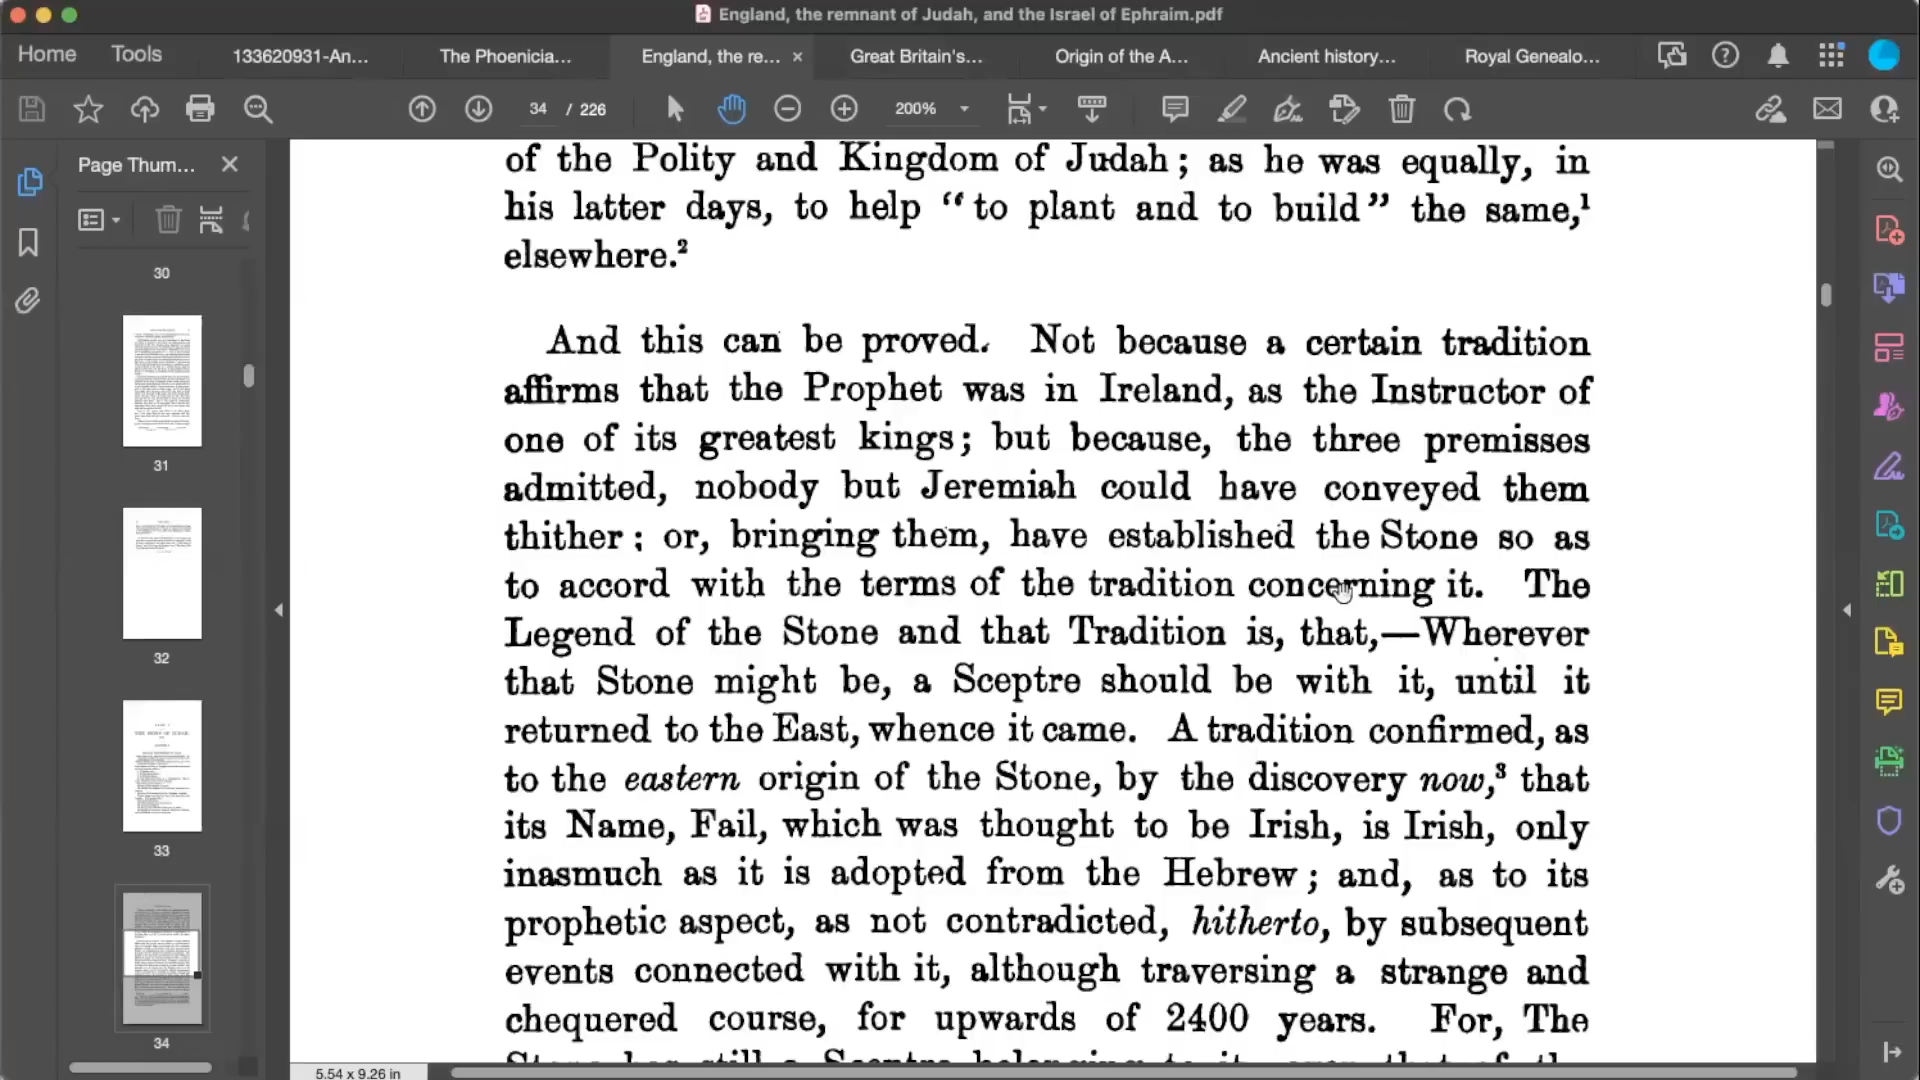 England, the remnant of Judah, and the Israel of Ephraim.pdf
Home
Tools
133620931-An...
The Phoenicia...
England, the re...
Great Britain's...
Origin of the A...
Ancient history...
Royal Genealo...
34 / 226
200%
Page Thum...
30
31
32
33
34
of the Polity and Kingdom of Judah; as he was equally, in
his latter days, to help “to plant and to build” the same,¹
elsewhere.²
And this can be proved. Not because a certain tradition
affirms that the Prophet was in Ireland, as the Instructor of
one of its greatest kings; but because, the three premisses
admitted, nobody but Jeremiah could have conveyed them
thither; or, bringing them, have established the Stone so as
to accord with the terms of the tradition concerning it. The
Legend of the Stone and that Tradition is, that,—Wherever
that Stone might be, a Sceptre should be with it, until it
returned to the East, whence it came. A tradition confirmed, as
to the eastern origin of the Stone, by the discovery now,³ that
its Name, Fail, which was thought to be Irish, is Irish, only
inasmuch as it is adopted from the Hebrew; and, as to its
prophetic aspect, as not contradicted, hitherto, by subsequent
events connected with it, although traversing a strange and
chequered course, for upwards of 2400 years. For, The
5.54 x 9.26 in